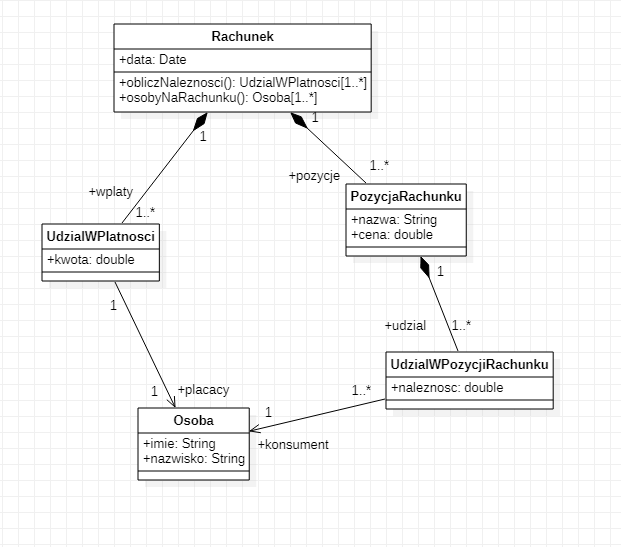 Rachunek
+data: Date
+obliczNaleznosci(): UdzialWPlatnosci[1..*]
+osobyNaRachunku(): Osoba[1..*]
1
1
+wplaty
1..*
+pozycje
1..*
PozycjaRachunku
+nazwa: String
+cena: double
UdzialWPlatnosci
+kwota: double
1
1
+udzial
1..*
UdzialWPozycjiRachunku
+naleznosc: double
1
+placacy
1..*
1
+konsument
Osoba
+imie: String
+nazwisko: String